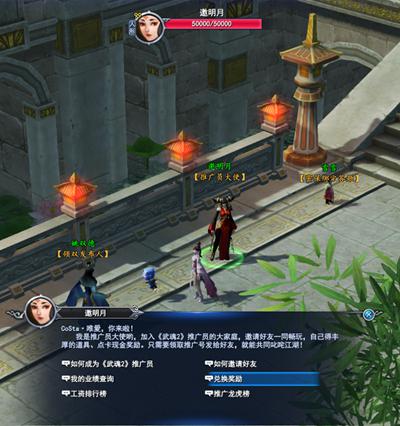 邀明月
50000/50000
邀明月
【推广员大使】
【领双发布人】
邀明月
CoSta·唯爱，你来啦！
我是推广员大使哟，加入《武魂2》推广员的大家庭，邀请好友一同畅玩，自己得丰
厚的道具、点卡现金奖励，只需要领取推广号发给好友，就能共同叱咤江湖！
如何成为《武魂2》推广员
如何邀请好友
我的业绩查询
兑换奖励
工资排行榜
推广龙虎榜